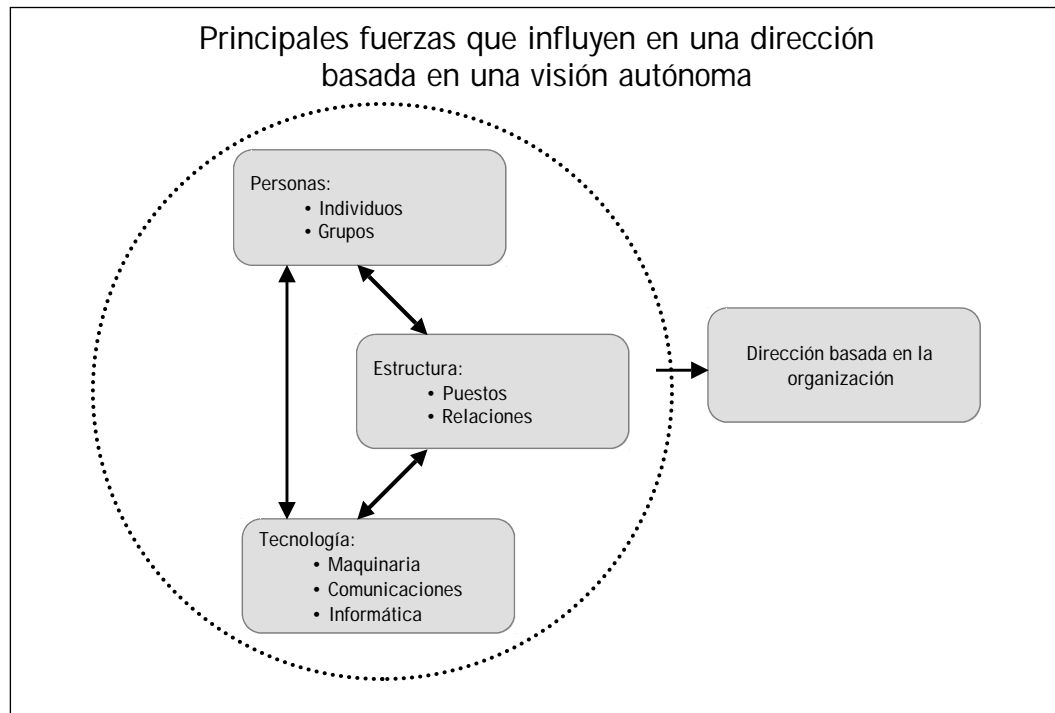 Principales fuerzas que influyen en una dirección
basada en una visión autónoma
Personas:
• Individuos
• Grupos
Estructura:
• Puestos
• Relaciones
Dirección basada en la
organización
Tecnología:
• Maquinaria
• Comunicaciones
• Informática